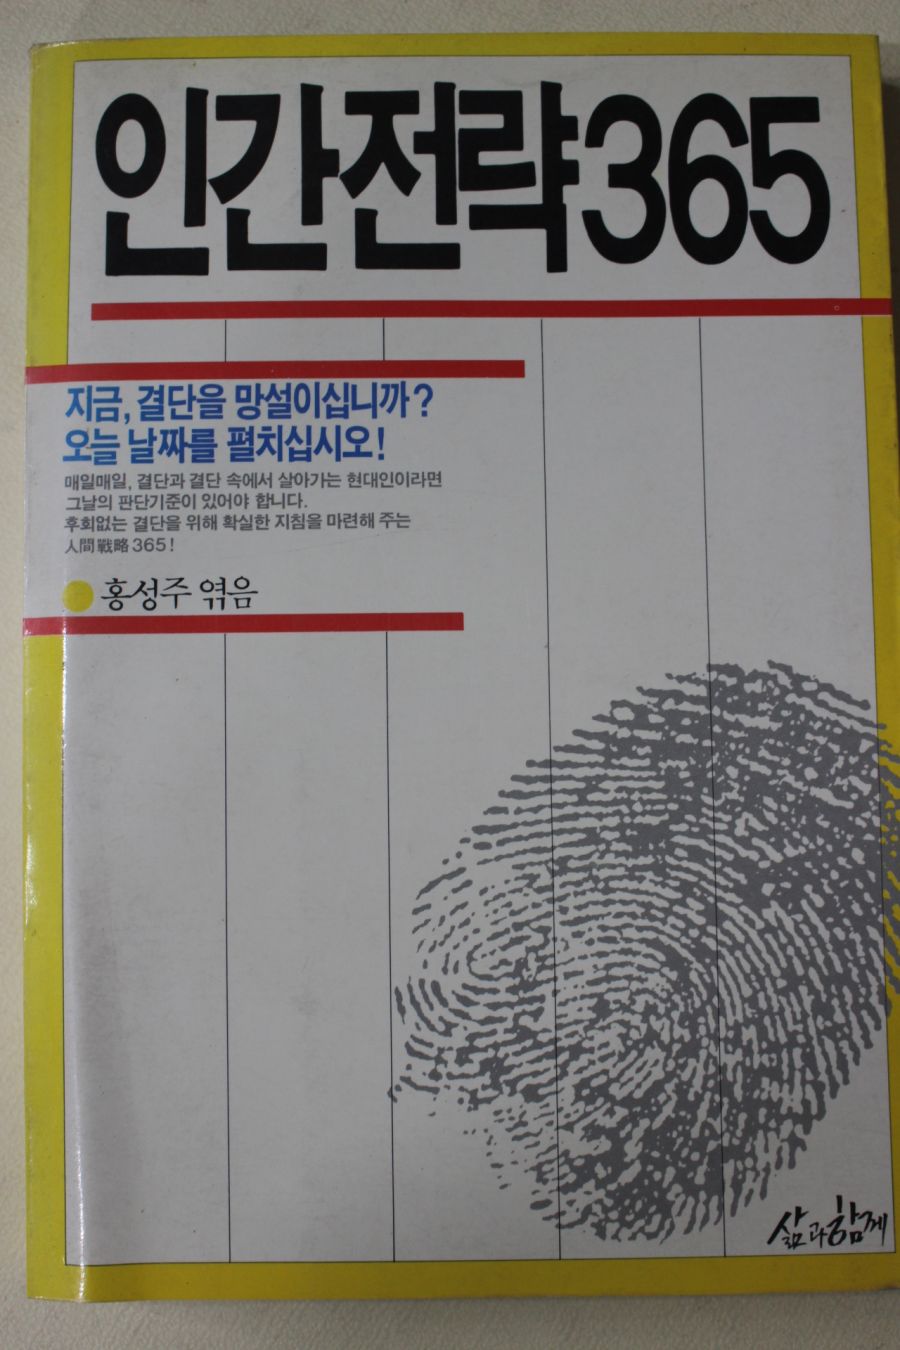 인간전략365
지금, 결단을 망설이십니까?
오늘 날짜를 펼치십시오!
매일매일, 결단과 결단 속에서 살아가는 현대인이라면
그날의 판단기준이 있어야 합니다.
후회없는 결단을 위해 확실한 지침을 마련해 주는
人間戰略365!
홍성주 엮음
삶과함께